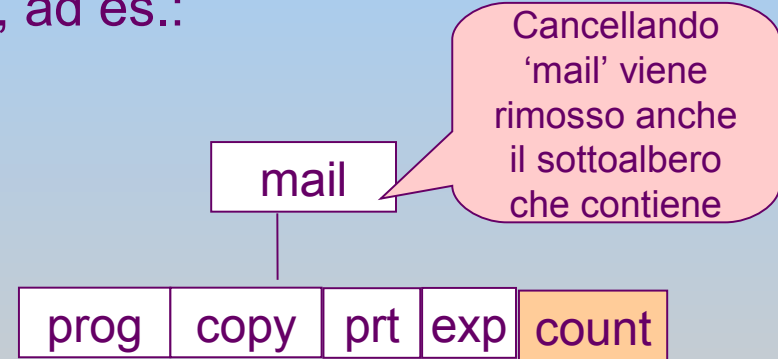 , ad es.:
Cancellando
‘mail’ viene
rimosso anche
il sottoalbero
che contiene
mail
prog copy prt exp count